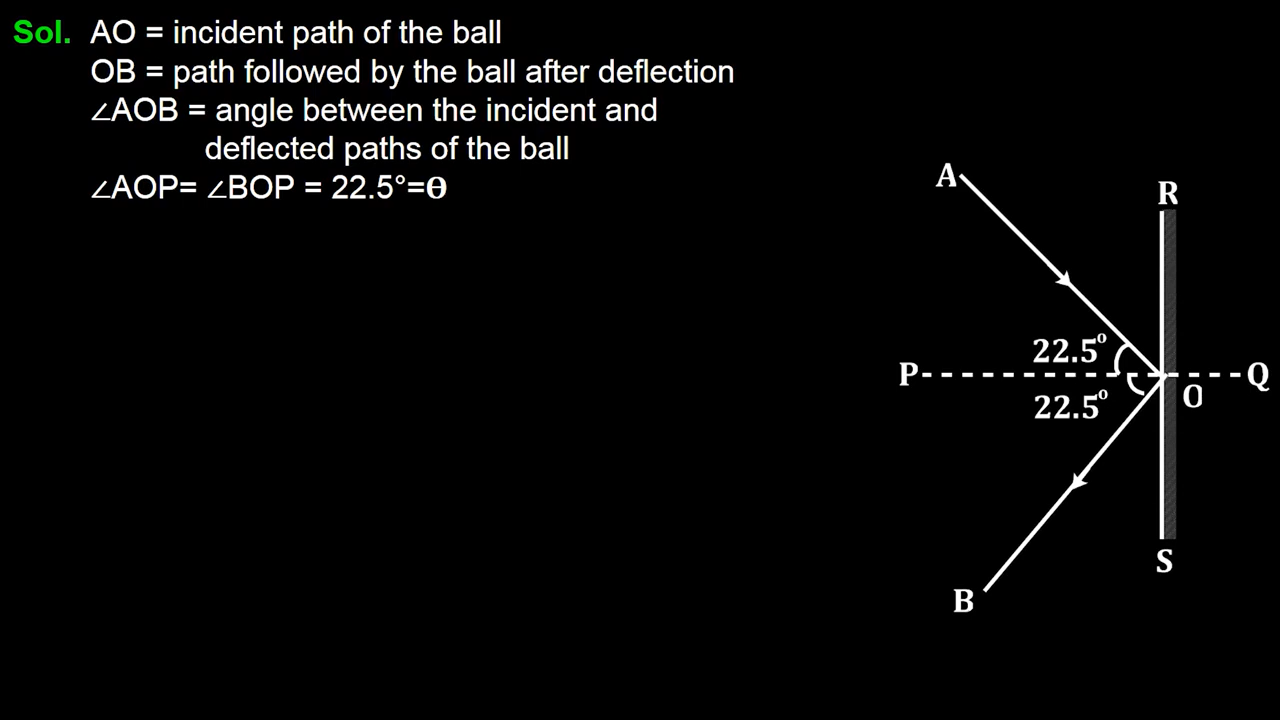 Sol. AO = incident path of the ball
OB = path followed by the ball after deflection
∠AOB = angle between the incident and
deflected paths of the ball
∠AOP= ∠BOP = 22.5°=θ
A
R
22.5°
P
Q
O
22.5°
S
B